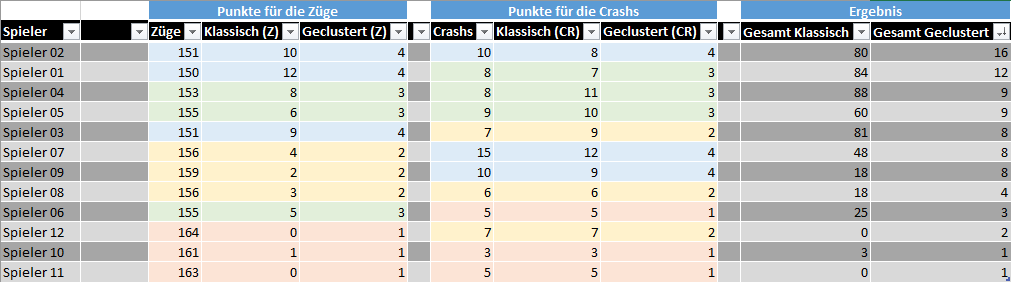 Punkte für die Züge Punkte für die Crashs Ergebnis
Spieler Züge Klassisch (Z) Geclustert (Z) Crashs Klassisch (CR) Geclustert (CR) Gesamt Klassisch Gesamt Geclustert
Spieler 02 151 10 4 10 8 4 80 16
Spieler 01 150 12 4 8 7 3 84 12
Spieler 04 153 8 3 8 11 3 88 9
Spieler 05 155 6 3 9 10 3 60 9
Spieler 03 151 9 4 7 9 2 81 8
Spieler 07 156 4 2 15 12 4 48 8
Spieler 09 159 2 2 10 9 4 18 8
Spieler 08 156 3 2 6 6 2 18 4
Spieler 06 155 5 3 5 5 1 25 3
Spieler 12 164 0 1 7 7 2 0 2
Spieler 10 161 1 1 3 3 1 3 1
Spieler 11 163 0 1 5 5 1 0 1